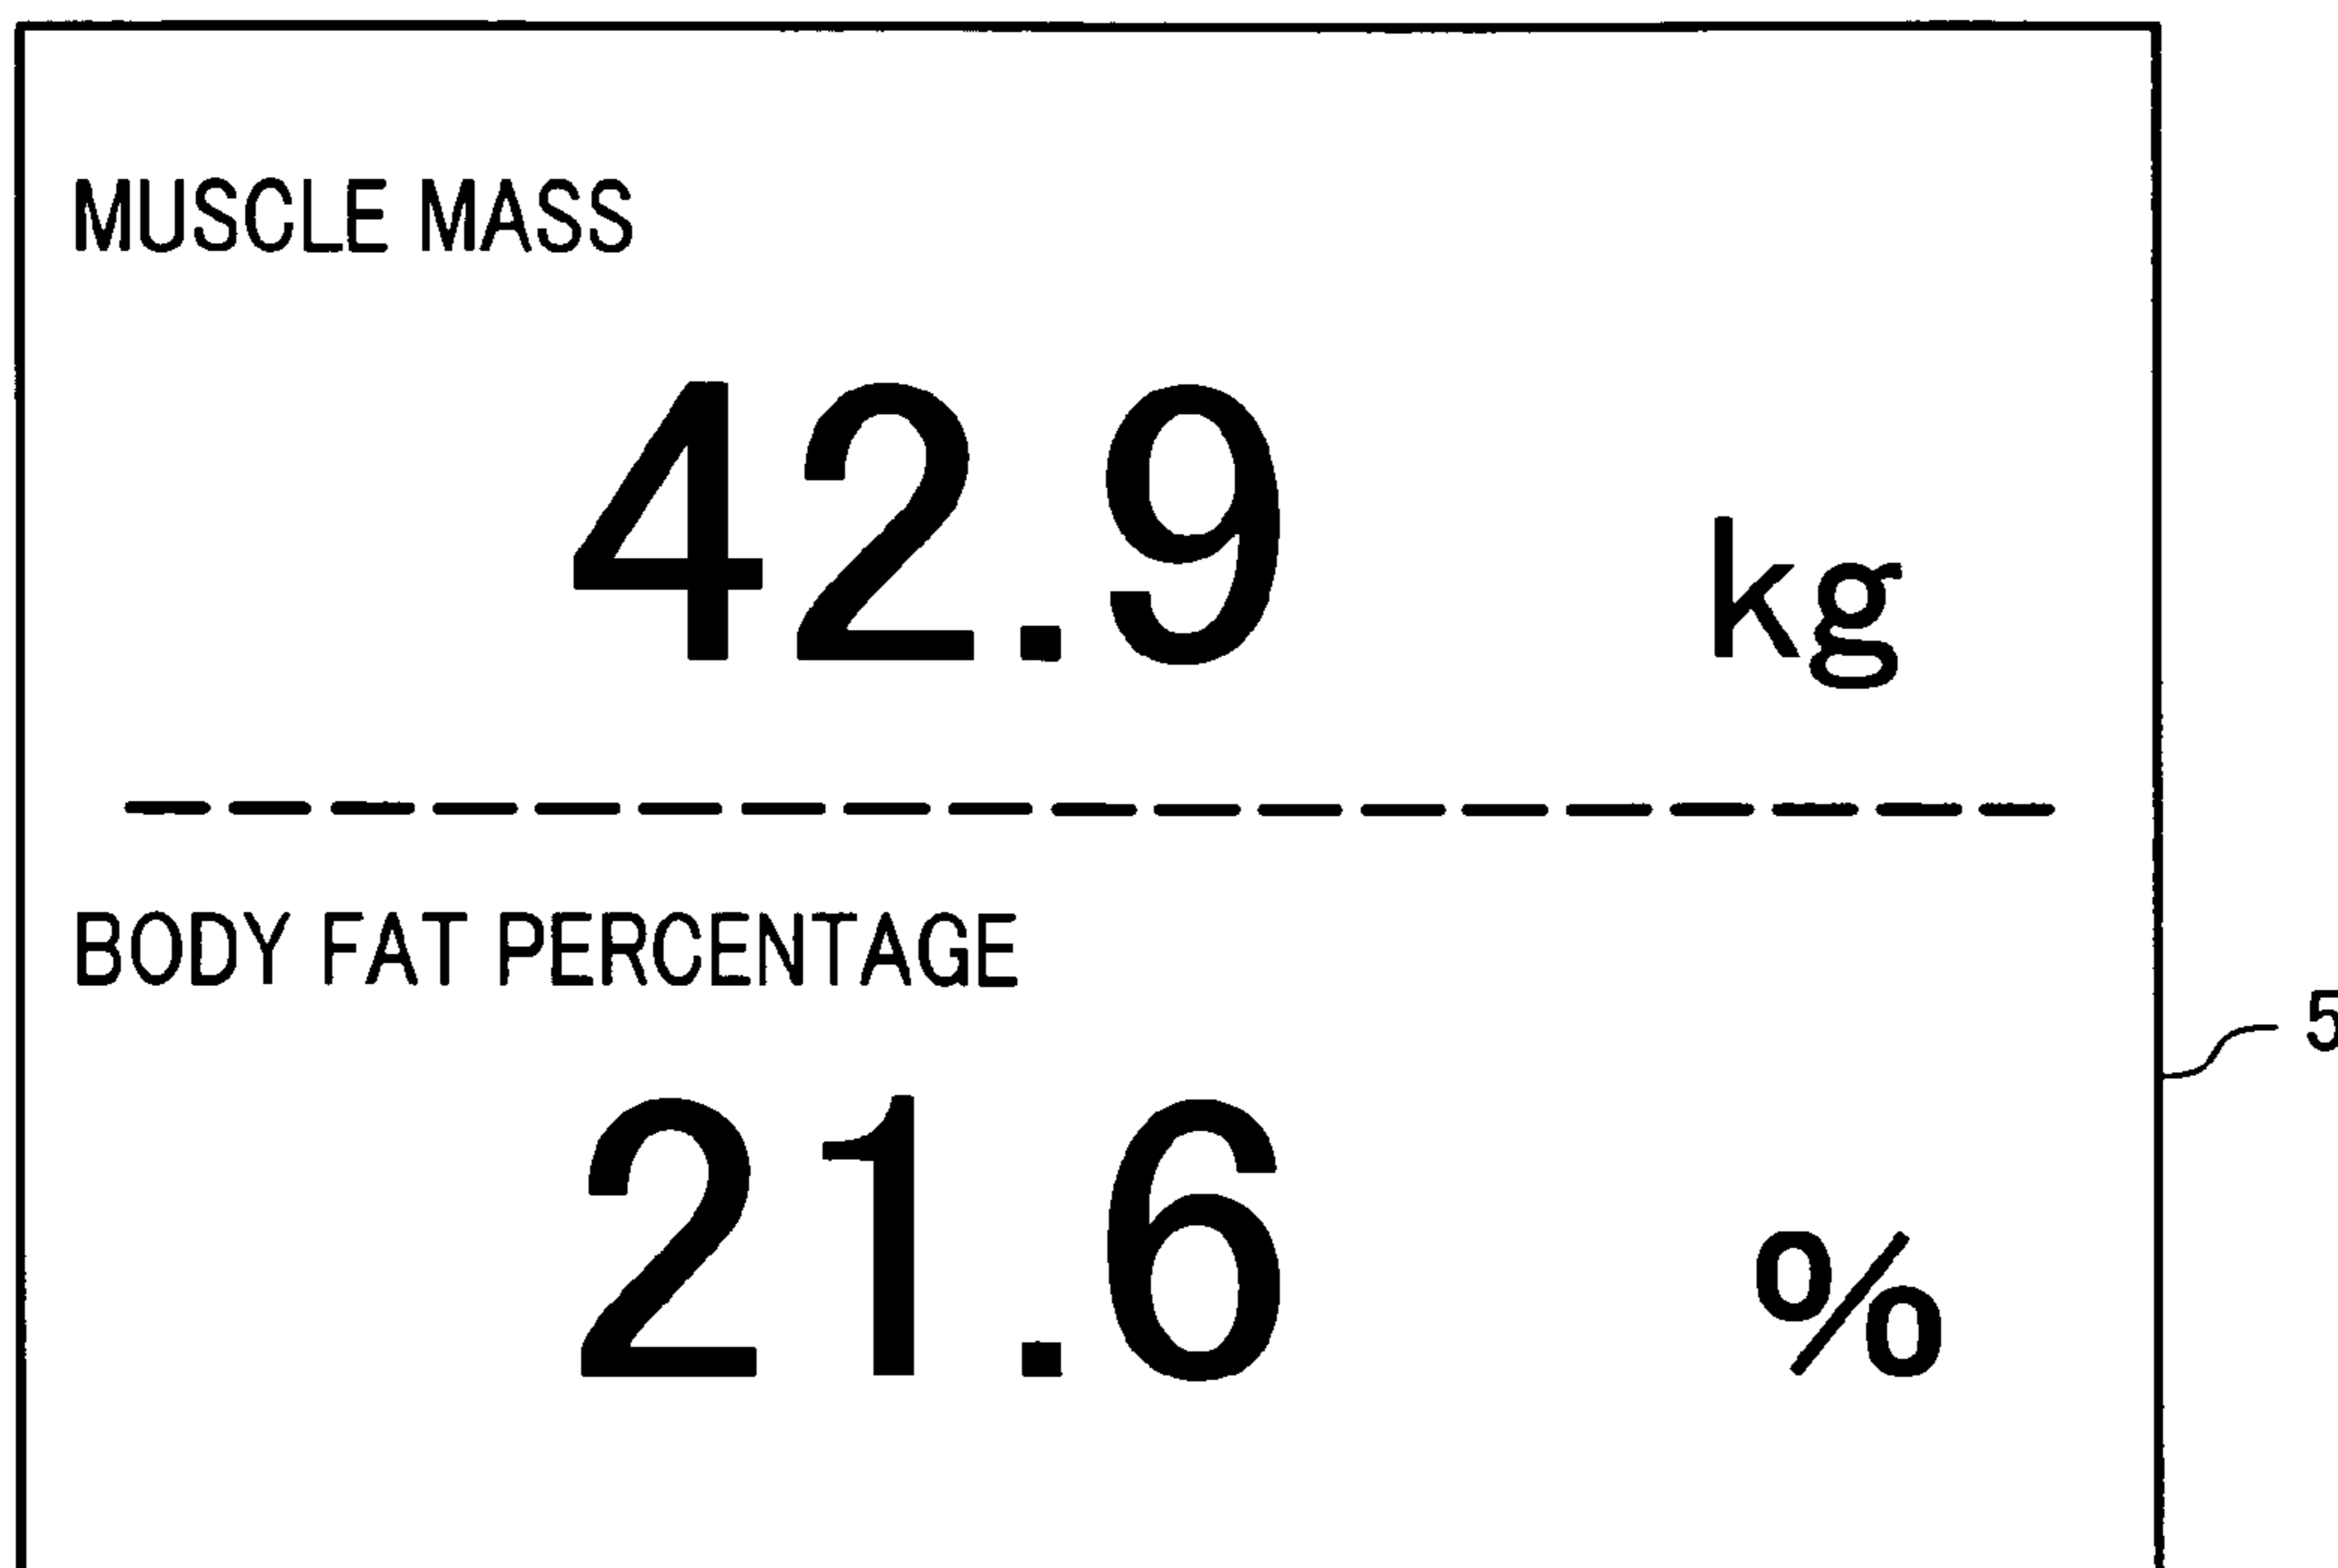 MUSCLE MASS
42.9 kg
BODY FAT PERCENTAGE
5
21.6 %